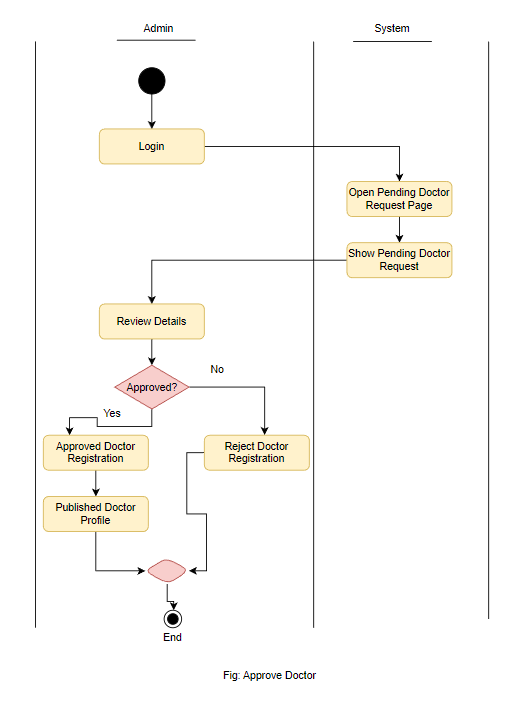 Admin
System
Login
Open Pending Doctor
Request Page
Show Pending Doctor
Request
Review Details
Approved?
No
Yes
Approved Doctor
Registration
Reject Doctor
Registration
Published Doctor
Profile
End
Fig: Approve Doctor